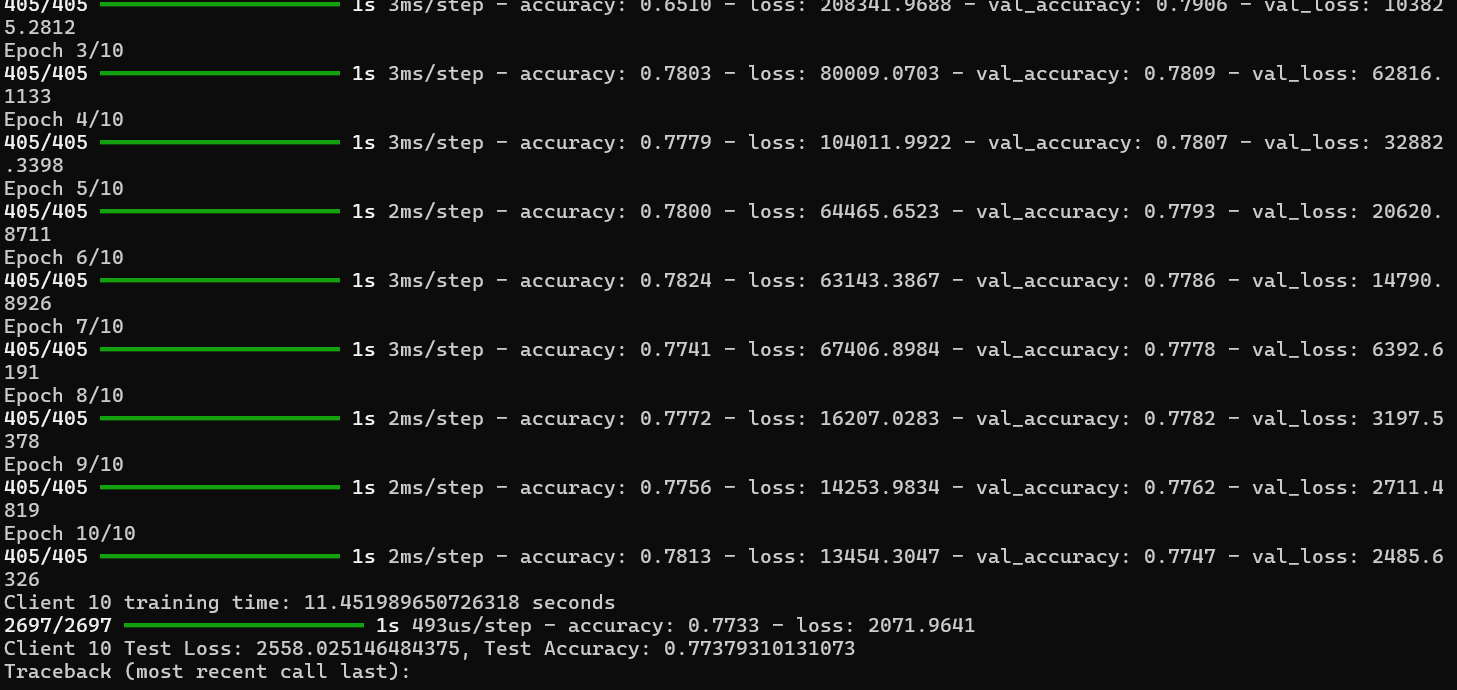 405/405 ━━━━━━━━━━━━━━━━━━━━ 1s 3ms/step - accuracy: 0.6510 - loss: 208341.9688 - val_accuracy: 0.7906 - val_loss: 10382
5.2812
Epoch 3/10
405/405 ━━━━━━━━━━━━━━━━━━━━ 1s 3ms/step - accuracy: 0.7803 - loss: 80009.0703 - val_accuracy: 0.7809 - val_loss: 62816.
1133
Epoch 4/10
405/405 ━━━━━━━━━━━━━━━━━━━━ 1s 3ms/step - accuracy: 0.7779 - loss: 104011.9922 - val_accuracy: 0.7807 - val_loss: 32882
.3398
Epoch 5/10
405/405 ━━━━━━━━━━━━━━━━━━━━ 1s 2ms/step - accuracy: 0.7800 - loss: 64465.6523 - val_accuracy: 0.7793 - val_loss: 20620.
8711
Epoch 6/10
405/405 ━━━━━━━━━━━━━━━━━━━━ 1s 3ms/step - accuracy: 0.7824 - loss: 63143.3867 - val_accuracy: 0.7786 - val_loss: 14790.
8926
Epoch 7/10
405/405 ━━━━━━━━━━━━━━━━━━━━ 1s 3ms/step - accuracy: 0.7741 - loss: 67406.8984 - val_accuracy: 0.7778 - val_loss: 6392.6
191
Epoch 8/10
405/405 ━━━━━━━━━━━━━━━━━━━━ 1s 2ms/step - accuracy: 0.7772 - loss: 16207.0283 - val_accuracy: 0.7782 - val_loss: 3197.5
378
Epoch 9/10
405/405 ━━━━━━━━━━━━━━━━━━━━ 1s 2ms/step - accuracy: 0.7756 - loss: 14253.9834 - val_accuracy: 0.7762 - val_loss: 2711.4
819
Epoch 10/10
405/405 ━━━━━━━━━━━━━━━━━━━━ 1s 2ms/step - accuracy: 0.7813 - loss: 13454.3047 - val_accuracy: 0.7747 - val_loss: 2485.6
326
Client 10 training time: 11.451989650726318 seconds
2697/2697 ━━━━━━━━━━━━━━━━━━━━ 1s 493us/step - accuracy: 0.7733 - loss: 2071.9641
Client 10 Test Loss: 2558.025146484375, Test Accuracy: 0.77379310131073
Traceback (most recent call last):